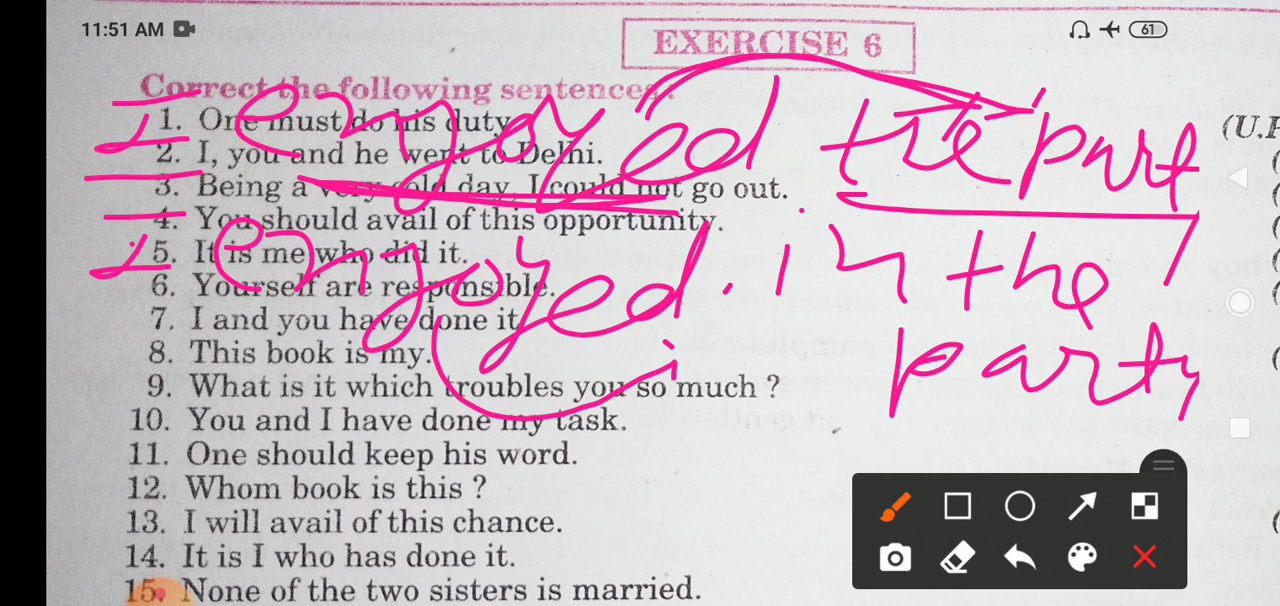 11:51 AM
61
EXERCISE 6
Correct the following sentences:
1. One must do his duty
(U.P
2. I, you and he went to Delhi.
3. Being a very cold day, I could not go out.
4. You should avail of this opportunity.
5. It is me who did it.
6. Yourself are responsible.
7. I and you have done it
8. This book is my.
9. What is it which troubles you so much ?
10. You and I have done my task.
11. One should keep his word.
12. Whom book is this ?
13. I will avail of this chance.
14. It is I who has done it.
15. None of the two sisters is married.
enjoyed the part
enjoyed in the
party